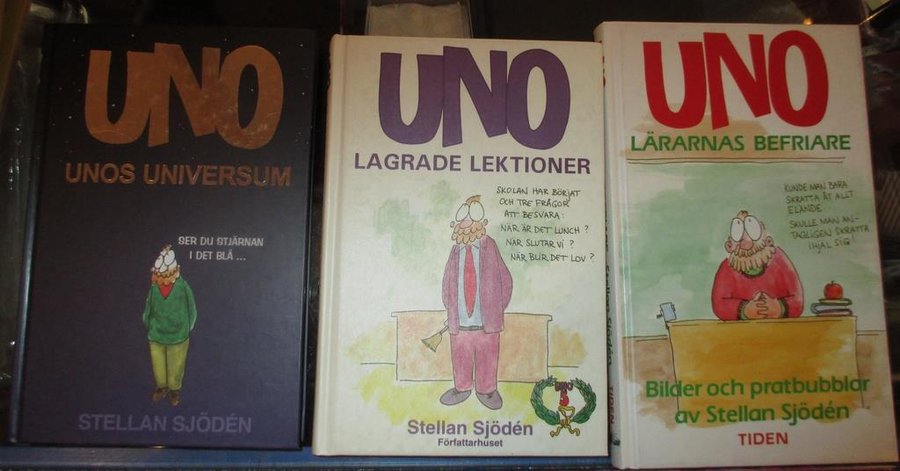 UNO
UNOS UNIVERSUM
SER DU STJÄRNAN
I DET BLÅ ...
STELLAN SJÖDÉN
UNO
LAGRADE LEKTIONER
SKOLAN HAR BÖRJAT
OCH TRE FRÅGOR
ATT BESVARA:
NÄR ÄR DET LUNCH?
NÄR SLUTAR VI?
NÄR BLIR DET LOV?
UNO
5
Stellan Sjödén
Författarhuset
UNO
LÄRARNAS BEFRIARE
KUNDE MAN BARA
SKRATTA ÅT ALLT
ELÄNDE
SKULLE MAN AN-
TAGLIGEN SKRATTA
IHJÄL SIG!
Bilder och pratbubblar
av Stellan Sjödén
TIDEN